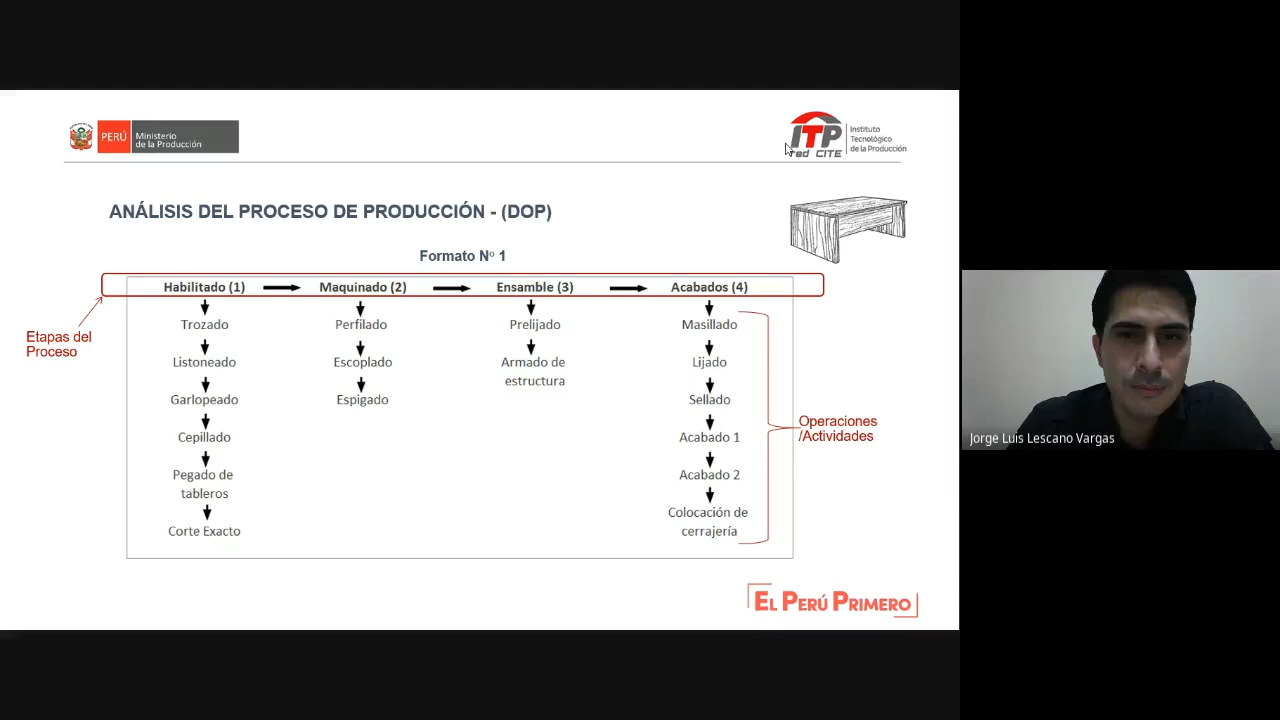 PERÚ
Ministerio
de la Producción
ITP
red CITE
Instituto
Tecnológico
de la Producción
ANÁLISIS DEL PROCESO DE PRODUCCIÓN - (DOP)
Formato Nº 1
Etapas del
Proceso
Habilitado (1)
Trozado
Listoneado
Garlopeado
Cepillado
Pegado de
tableros
Corte Exacto
Maquinado (2)
Perfilado
Escoplado
Espigado
Ensamble (3)
Prelijado
Armado de
estructura
Acabados (4)
Masillado
Lijado
Sellado
Acabado 1
Acabado 2
Colocación de
cerrajería
Operaciones
/Actividades
EL PERÚ PRIMERO
Jorge Luis Lescano Vargas